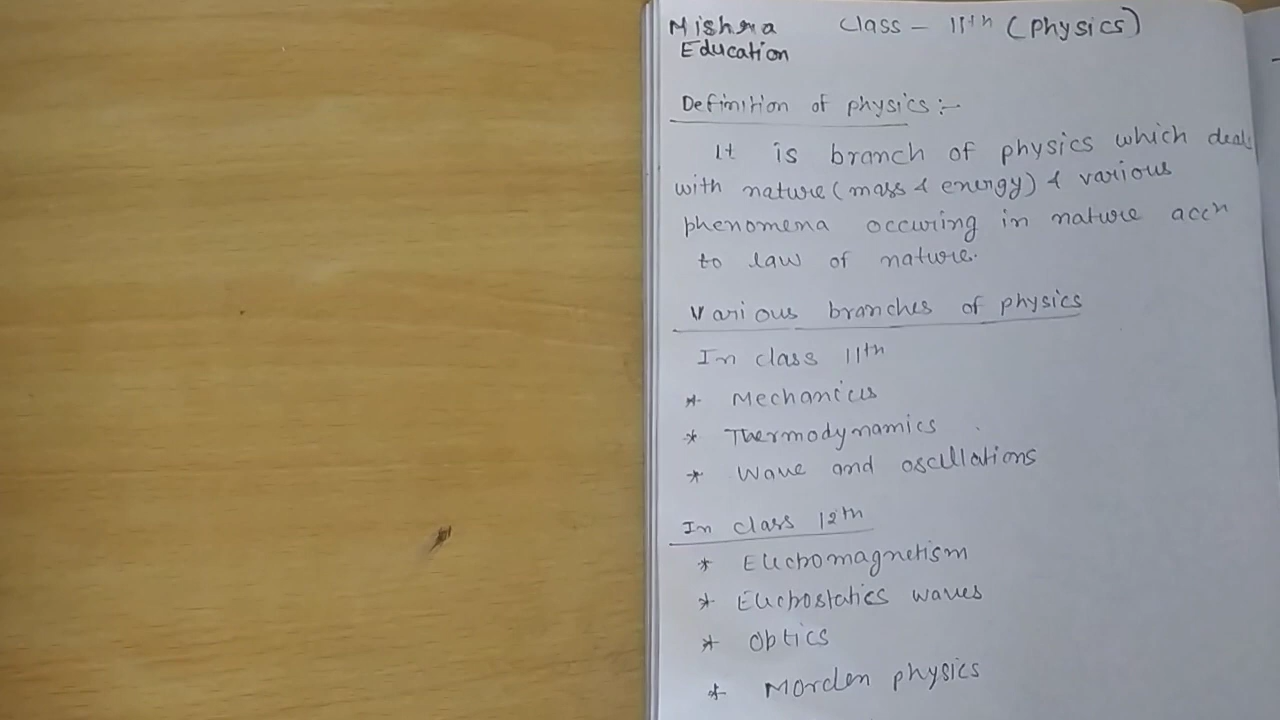 Mishra Class - 11th (Physics)
Education
Definition of physics :-
It is branch of physics which deals
with nature (mass & energy) & various
phenomena occuring in nature accn
to law of nature.
Various branches of physics
In class 11th
* Mechanics
* Thermodynamics
* Wave and oscillations
In class 12th
* Electromagnetism
* Electrostatics waves
* Optics
* Morden physics